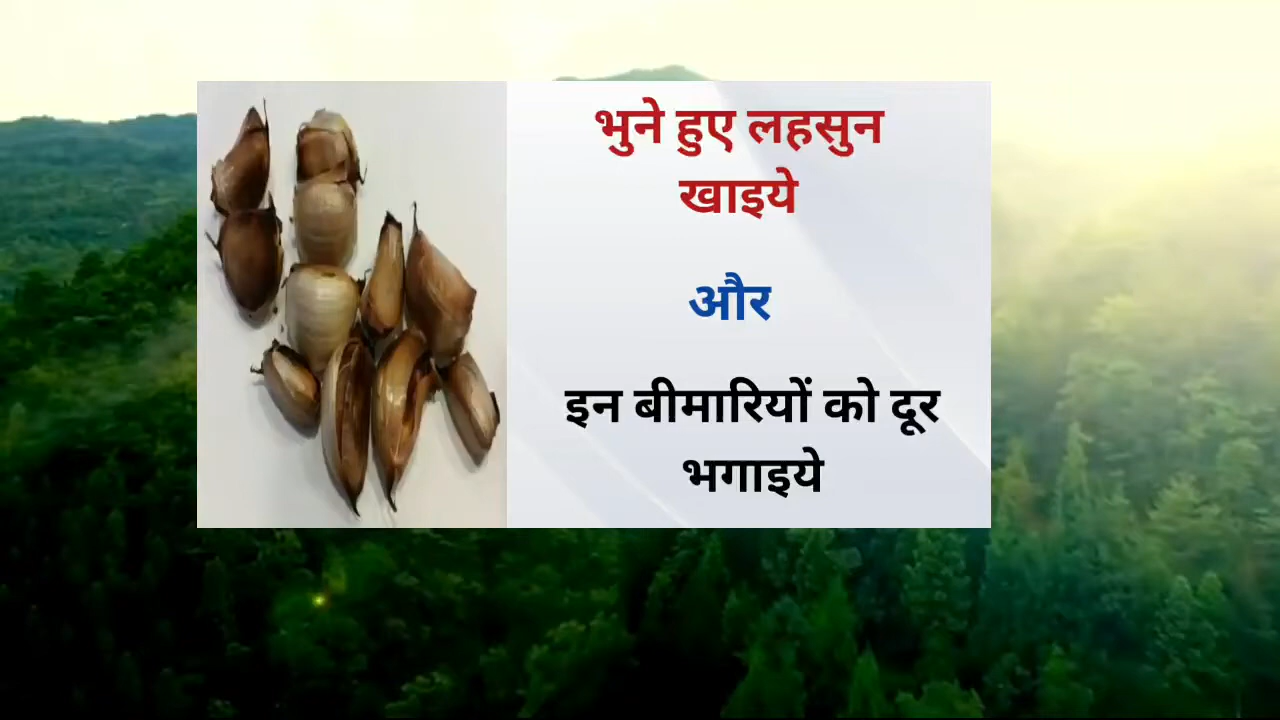 भुने हुए लहसुन
खाइये
और
इन बीमारियों को दूर
भगाइये